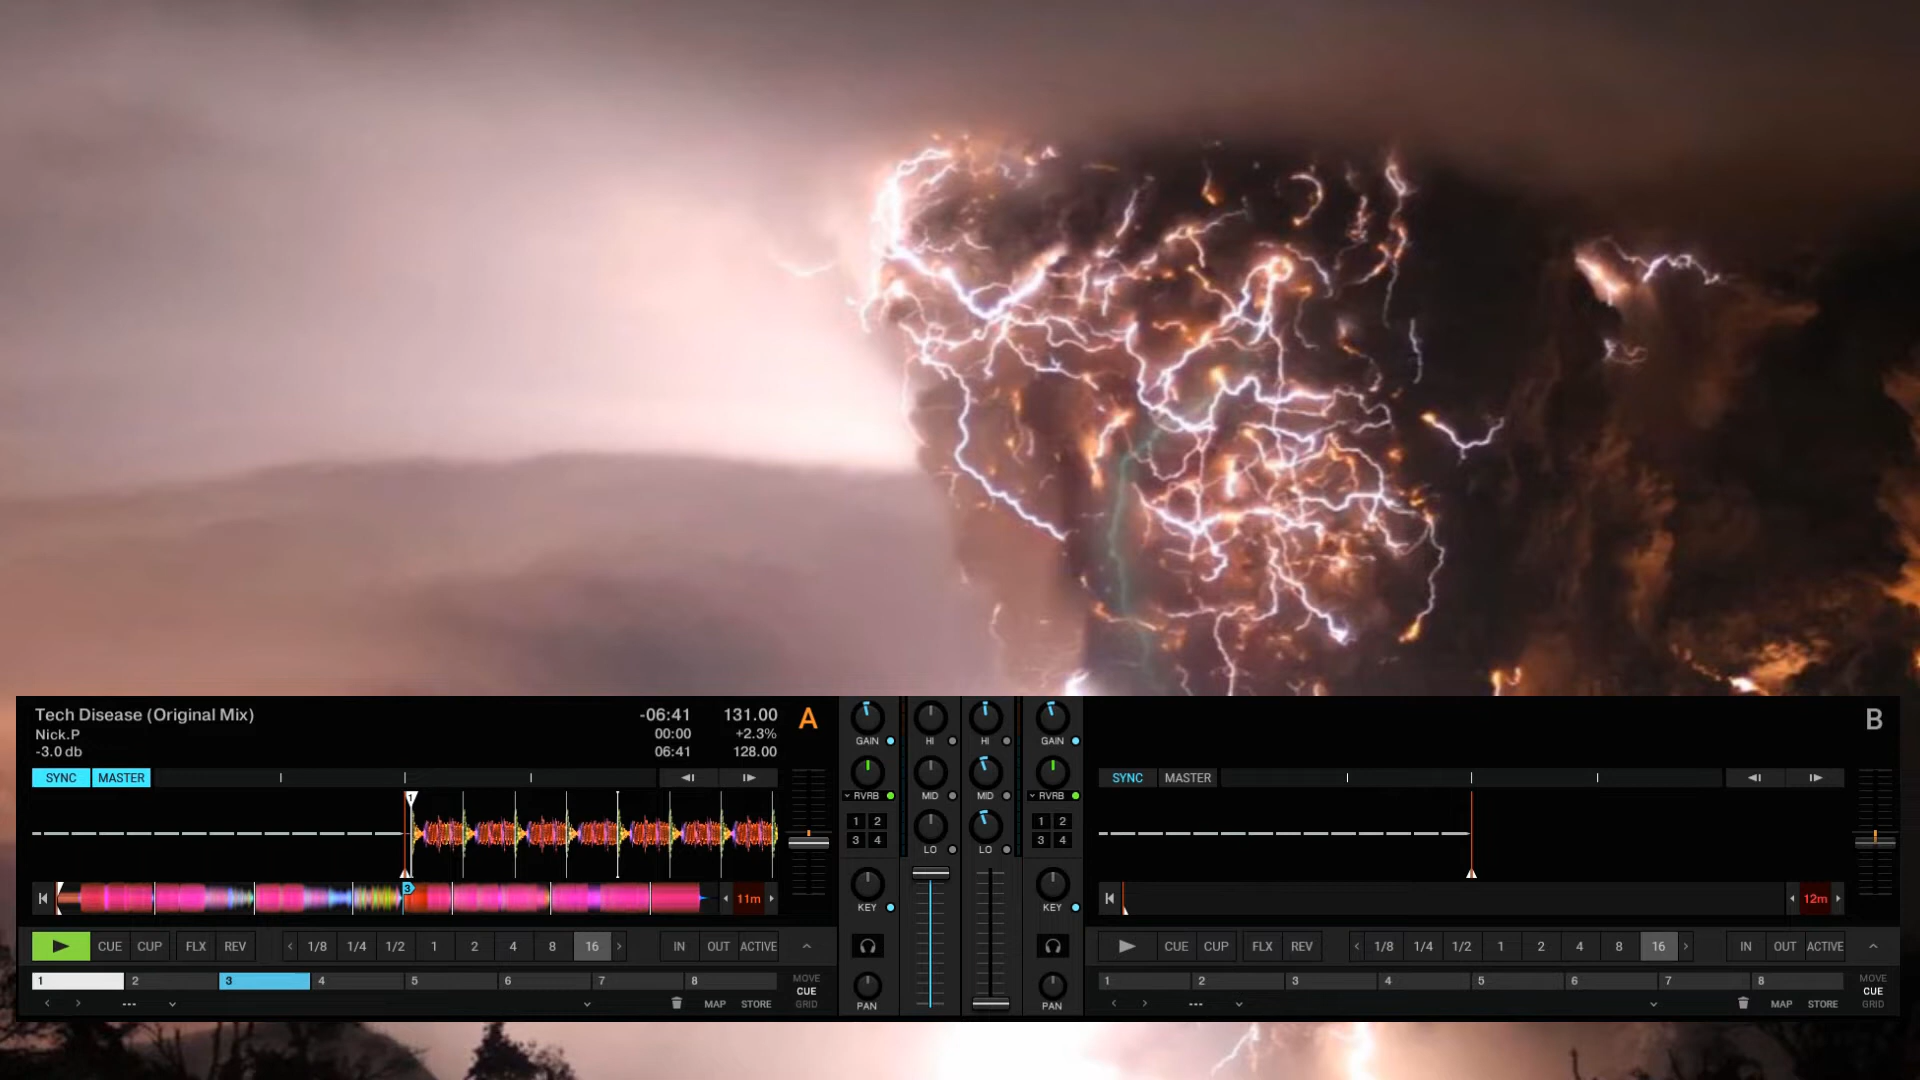 Tech Disease (Original Mix) -06:41 131.00 A
Nick.P 00:00 +2.3%
-3.0 db 06:41 128.00
SYNC MASTER
1
3
11m
CUE CUP FLX REV 1/8 1/4 1/2 1 2 4 8 16 IN OUT ACTIVE
1 2 3 4 5 6 7 8
MAP STORE
MOVE
CUE
GRID
GAIN HI HI GAIN
RVRB MID MID RVRB
1 2 1 2
3 4 3 4
LO LO
KEY KEY
PAN PAN
B
SYNC MASTER
12m
CUE CUP FLX REV 1/8 1/4 1/2 1 2 4 8 16 IN OUT ACTIVE
1 2 3 4 5 6 7 8
MAP STORE
MOVE
CUE
GRID